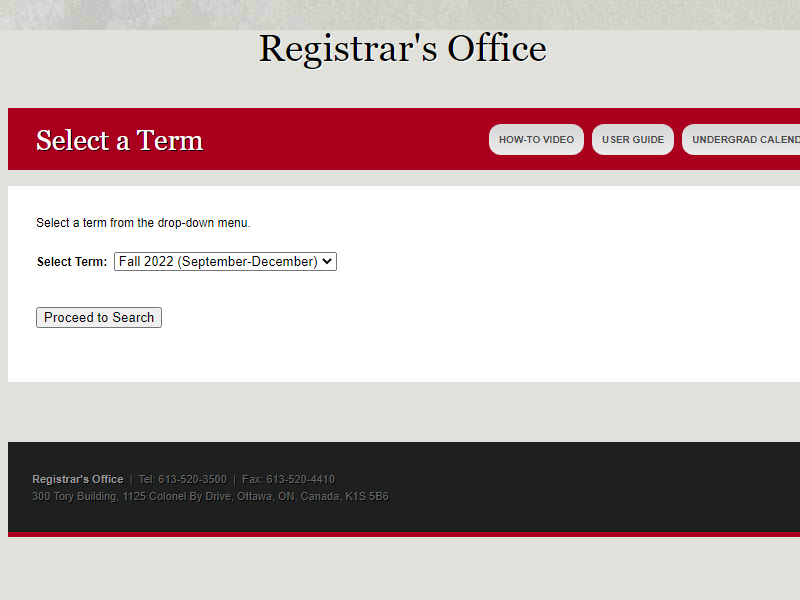 Registrar's Office
Select a Term
HOW-TO VIDEO
USER GUIDE
UNDERGRAD CALEND
Select a term from the drop-down menu.
Select Term: Fall 2022 (September-December)
Proceed to Search
Registrar's Office | Tel: 613-520-3500 | Fax: 613-520-4410
300 Tory Building, 1125 Colonel By Drive, Ottawa, ON, Canada, K1S 5B6